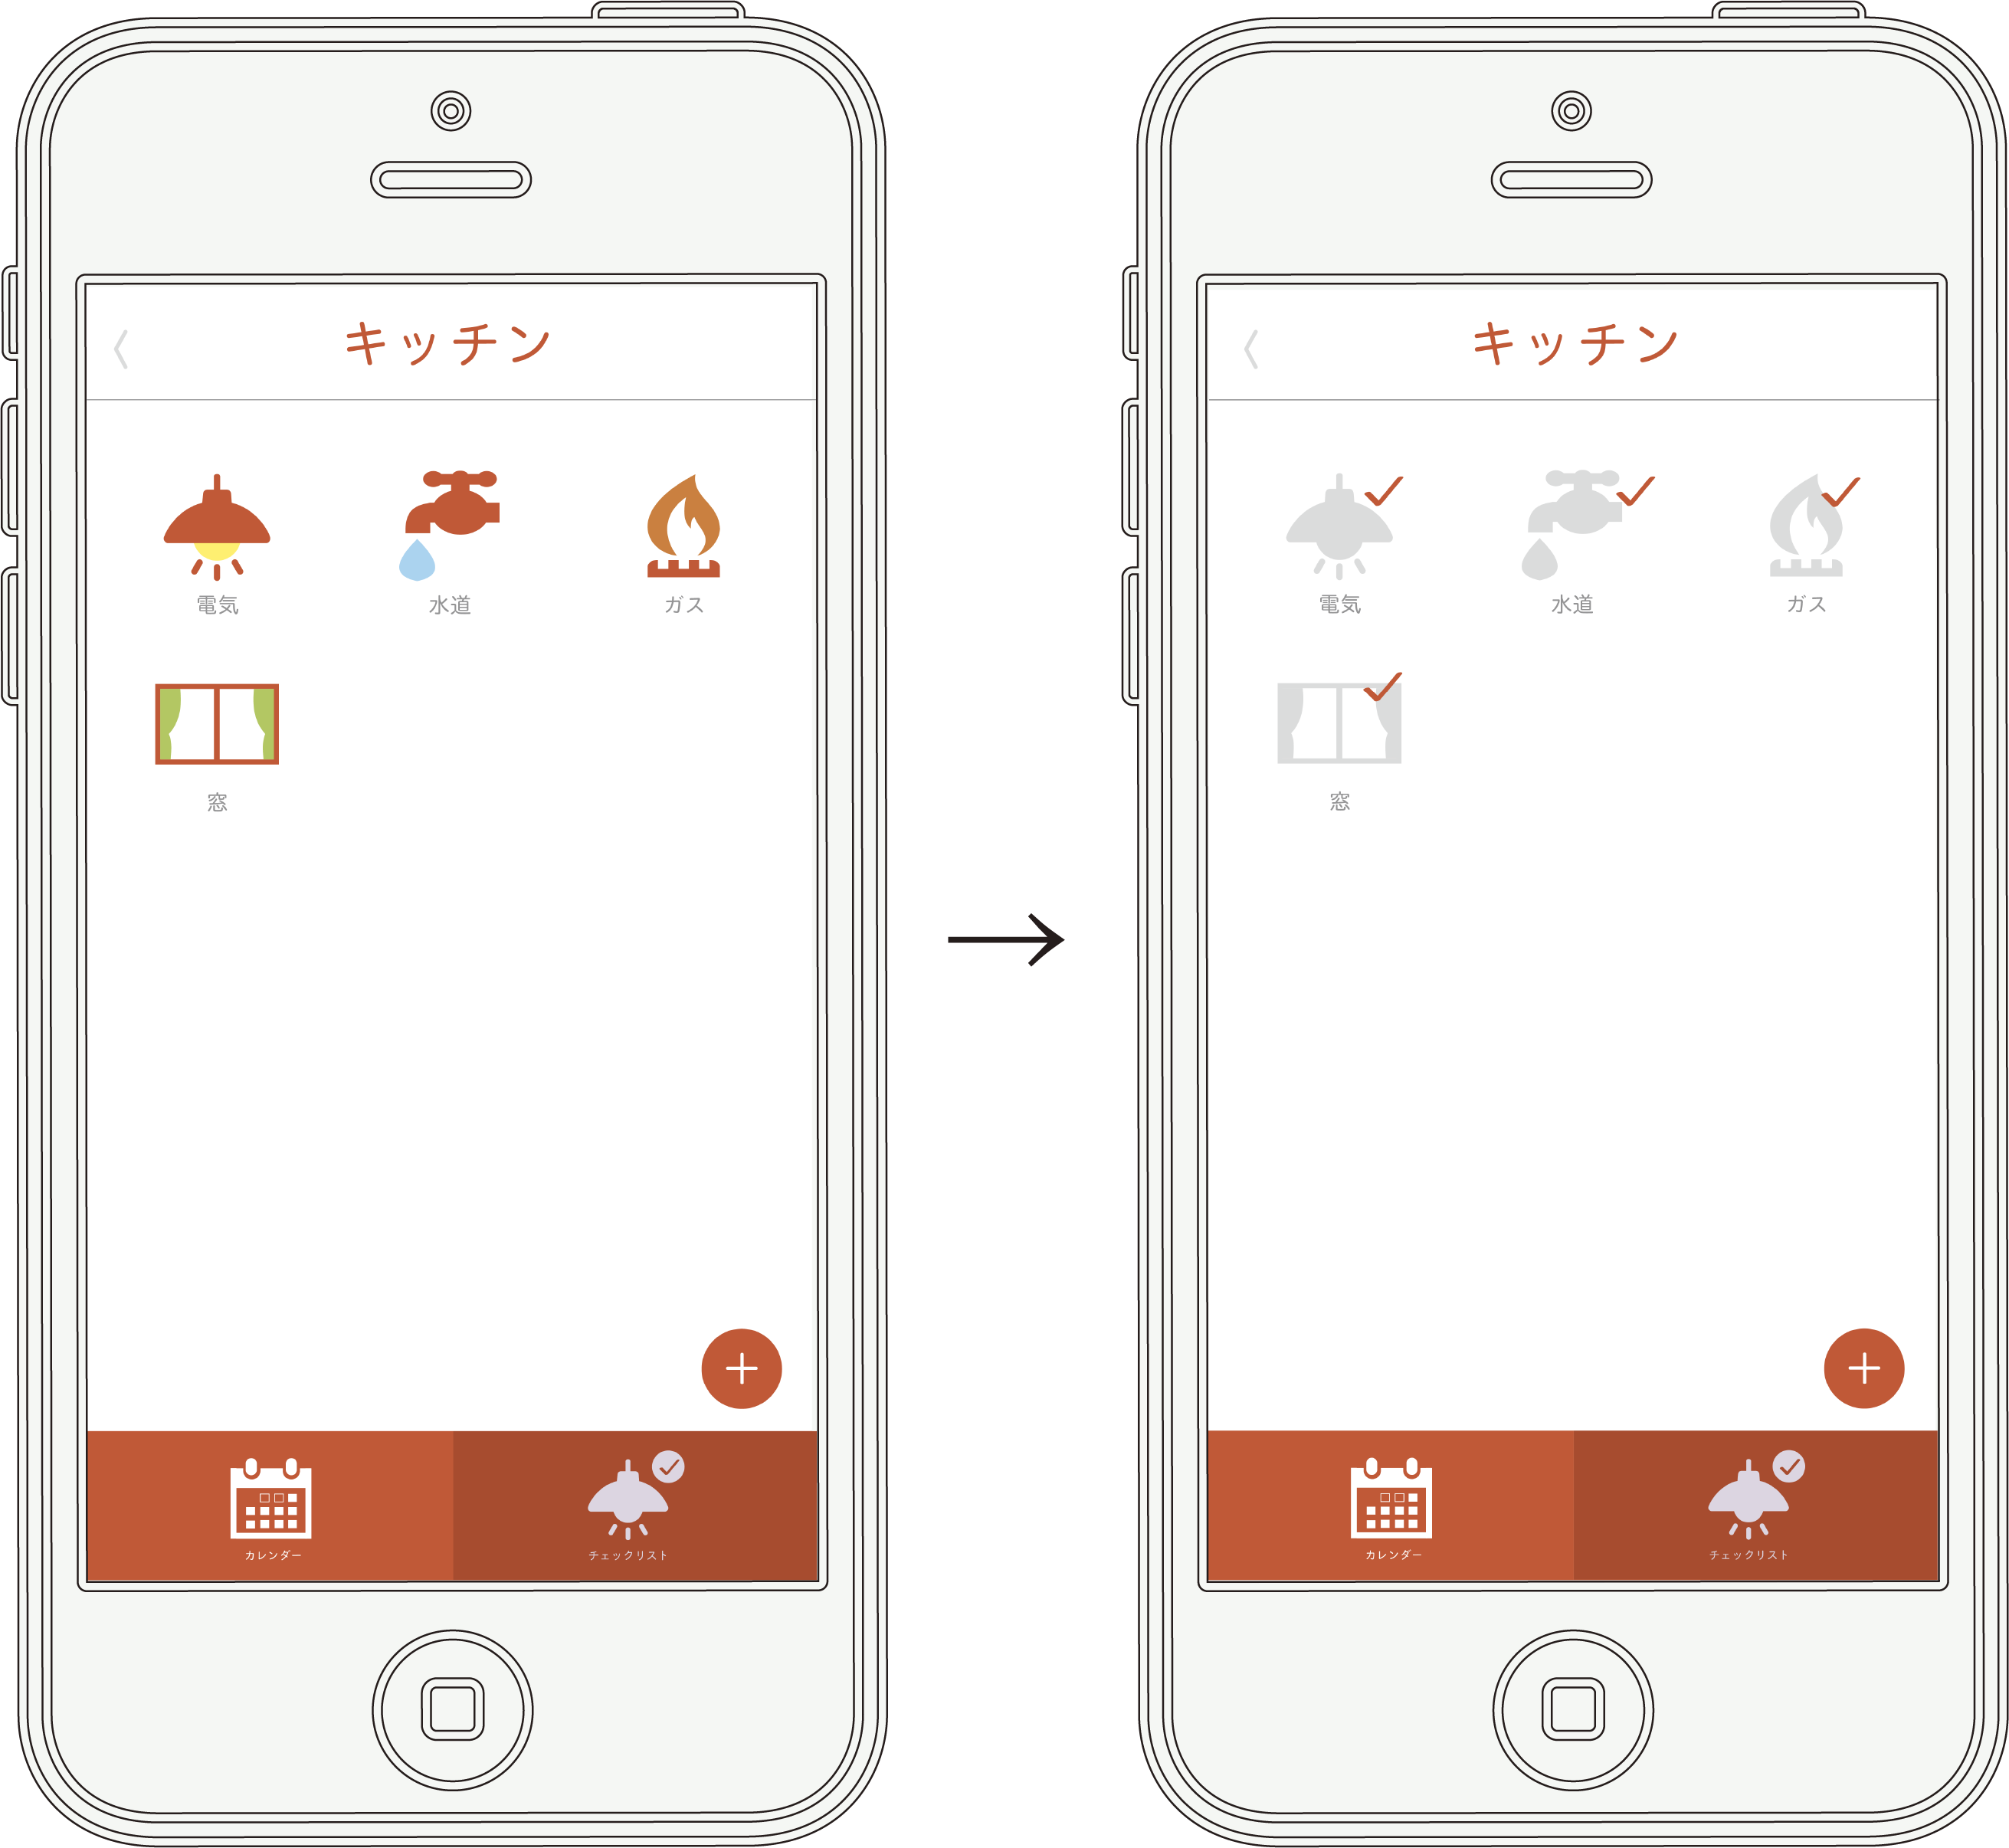 キッチン
電気 水道 ガス
窓
カレンダー チェックリスト
キッチン
電気 水道 ガス
窓
カレンダー チェックリスト